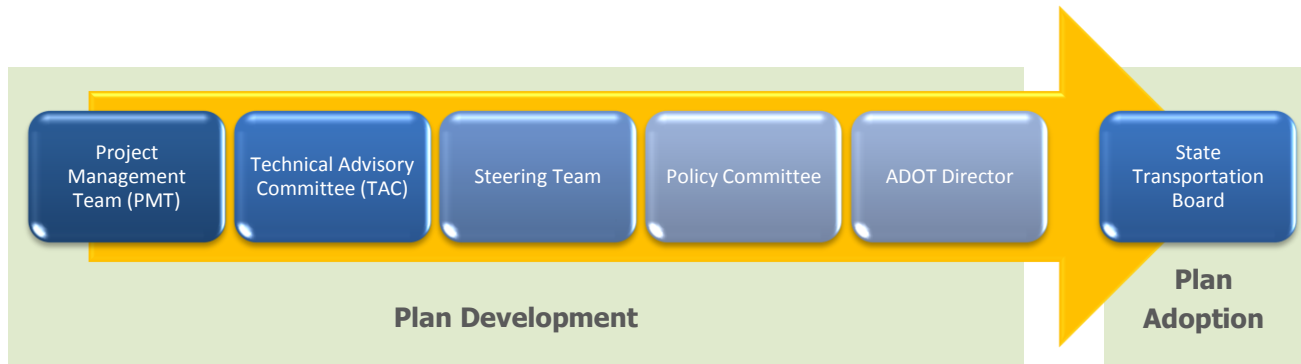 Project
Management
Team (PMT)
Technical Advisory
Committee (TAC)
Steering Team
Policy Committee
ADOT Director
State
Transportation
Board
Plan Development
Plan
Adoption